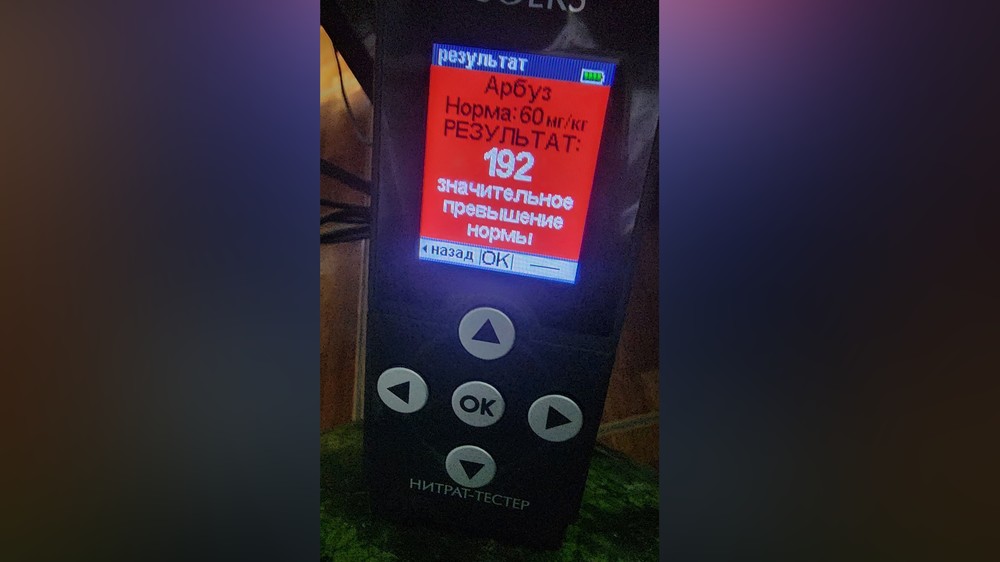 результат
Арбуз
Норма: 60 мг/кг
РЕЗУЛЬТАТ:
192
значительное
превышение
нормы
назад OK
OK
НИТРАТ-ТЕСТЕР